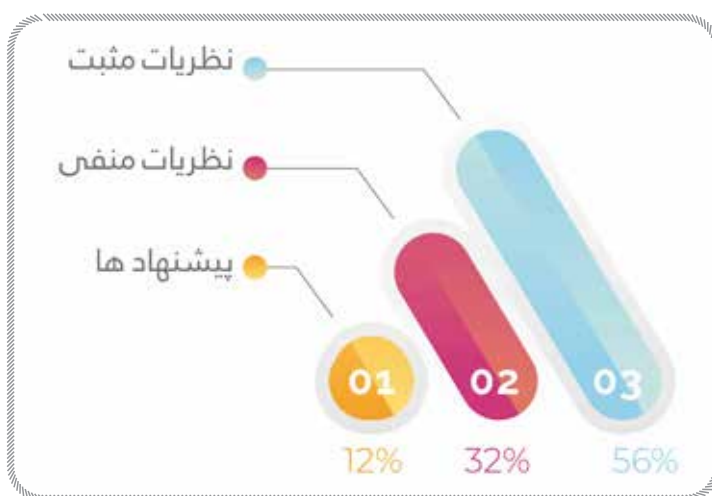 نظریات مثبت
نظریات منفی
پیشنهاد ها
01 02 03
12% 32% 56%